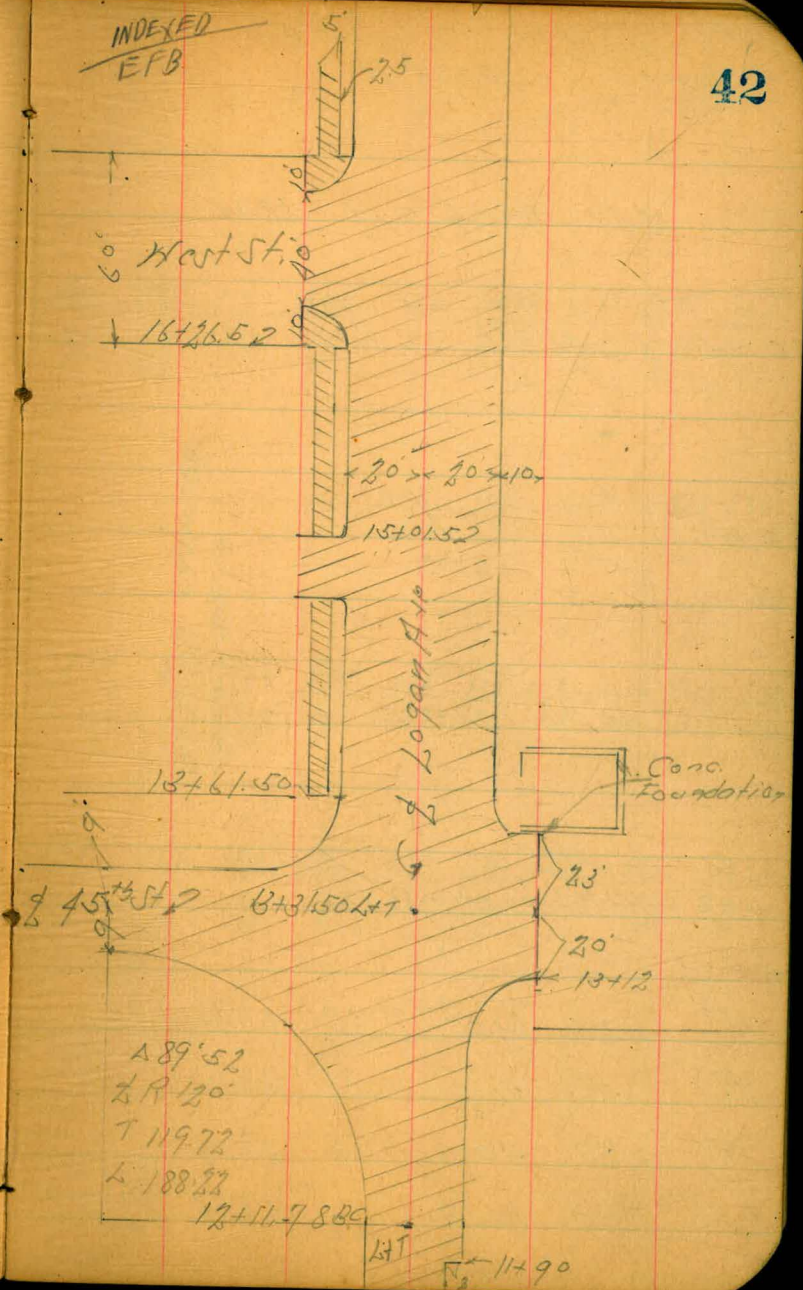 INDEXED
EFB
42
5'
2.5
10'
60'
West St.
40
10'
16+26.52
20' 20' 10'
15+01.52
℄ Logan Ave
13+61.50
Conc.
Foundation
9'
23'
℄ 45th St
13+31.50 L+T
9'
20'
13+12
Δ 89°52
℄ R 120'
T 119.72
L 188.22
12+11.78 BC
L+T
11+90